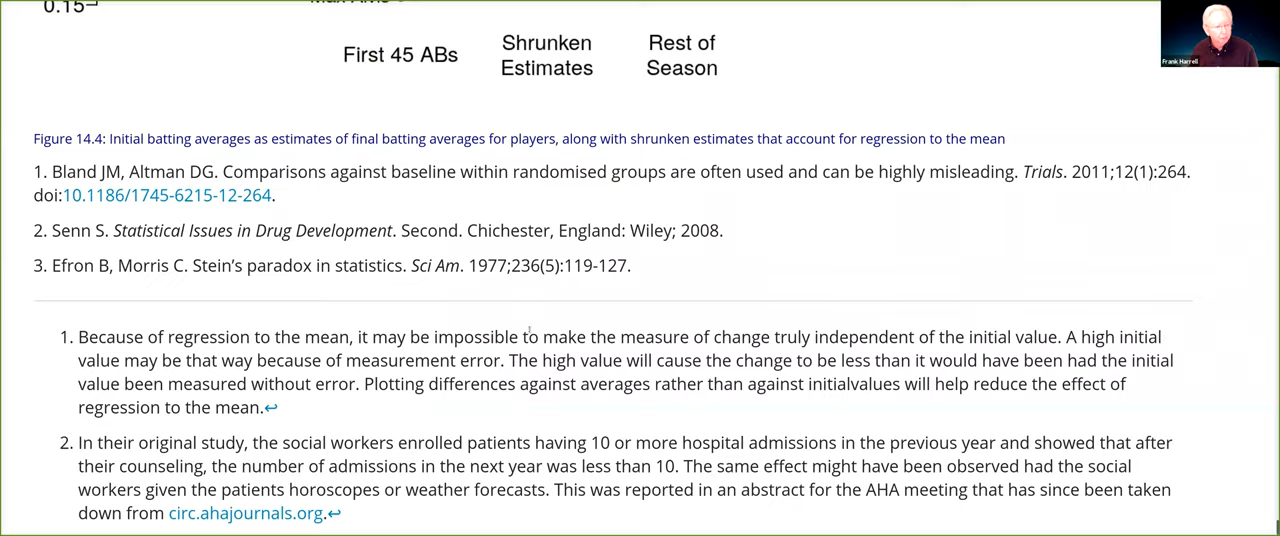 0.15
First 45 ABs
Shrunken
Estimates
Rest of
Season
Frank Harrell
Figure 14.4: Initial batting averages as estimates of final batting averages for players, along with shrunken estimates that account for regression to the mean
1. Bland JM, Altman DG. Comparisons against baseline within randomised groups are often used and can be highly misleading. Trials. 2011;12(1):264.
doi:10.1186/1745-6215-12-264.
2. Senn S. Statistical Issues in Drug Development. Second. Chichester, England: Wiley; 2008.
3. Efron B, Morris C. Stein's paradox in statistics. Sci Am. 1977;236(5):119-127.
1. Because of regression to the mean, it may be impossible to make the measure of change truly independent of the initial value. A high initial
value may be that way because of measurement error. The high value will cause the change to be less than it would have been had the initial
value been measured without error. Plotting differences against averages rather than against initialvalues will help reduce the effect of
regression to the mean.↩
2. In their original study, the social workers enrolled patients having 10 or more hospital admissions in the previous year and showed that after
their counseling, the number of admissions in the next year was less than 10. The same effect might have been observed had the social
workers given the patients horoscopes or weather forecasts. This was reported in an abstract for the AHA meeting that has since been taken
down from circ.ahajournals.org.↩